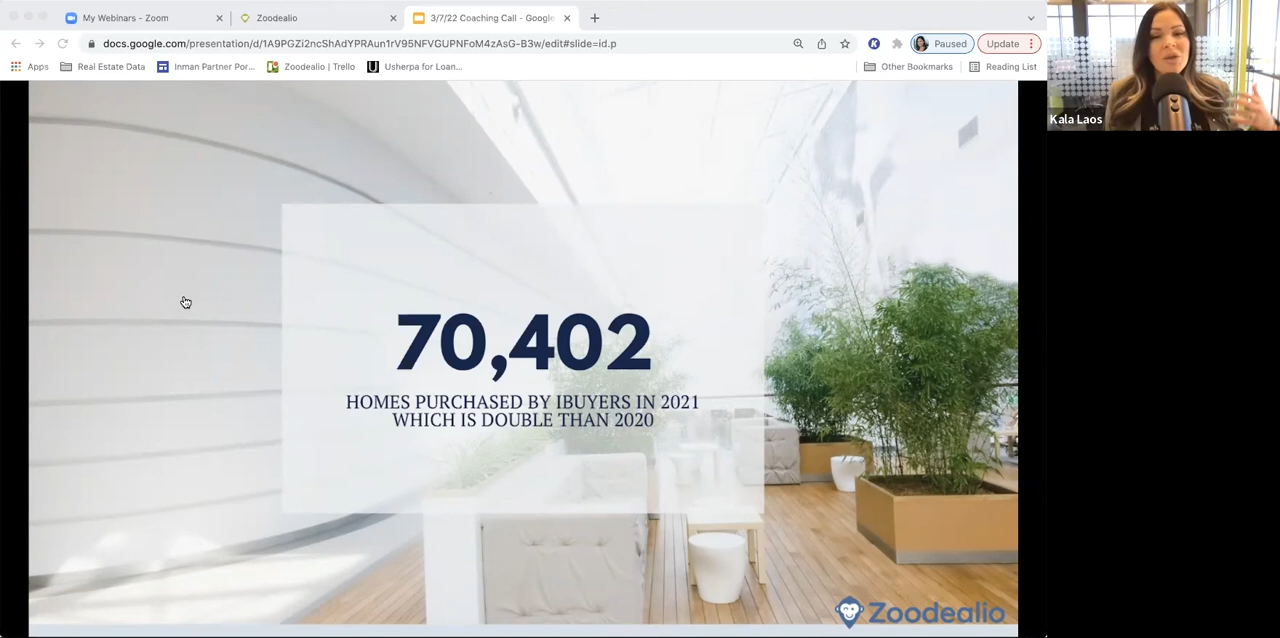 My Webinars - Zoom
Zoodealio
3/7/22 Coaching Call - Google
docs.google.com/presentation/d/1A9PGZi2ncShAdYPRAum1rV95NFVGUPNFoM4zAsG-B3w/edit#slide=id.p
Paused
Update
Apps
Real Estate Data
Inman Partner Por...
Zoodealio | Trello
Usherpa for Loan...
Other Bookmarks
Reading List
Kala Laos
70,402
HOMES PURCHASED BY IBUYERS IN 2021
WHICH IS DOUBLE THAN 2020
Zoodealio